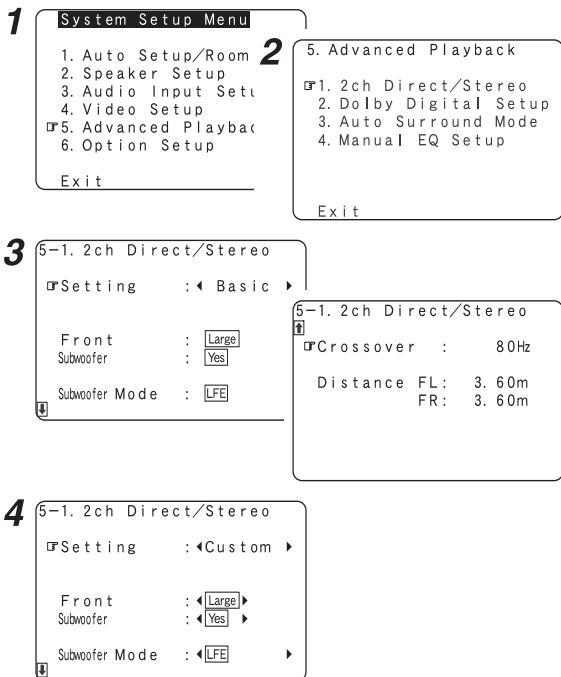 1
System Setup Menu
1. Auto Setup/Room
2. Speaker Setup
3. Audio Input Setu
4. Video Setup
☞5. Advanced Playbac
6. Option Setup
Exit
2
5. Advanced Playback
☞1. 2ch Direct/Stereo
2. Dolby Digital Setup
3. Auto Surround Mode
4. Manual EQ Setup
Exit
3
5-1. 2ch Direct/Stereo
☞Setting :◀ Basic ▶
Front : Large
Subwoofer : Yes
Subwoofer Mode : LFE
5-1. 2ch Direct/Stereo
☞Crossover : 80Hz
Distance FL: 3. 60m
FR: 3. 60m
4
5-1. 2ch Direct/Stereo
☞Setting :◀Custom ▶
Front :◀Large▶
Subwoofer :◀Yes ▶
Subwoofer Mode :◀LFE ▶